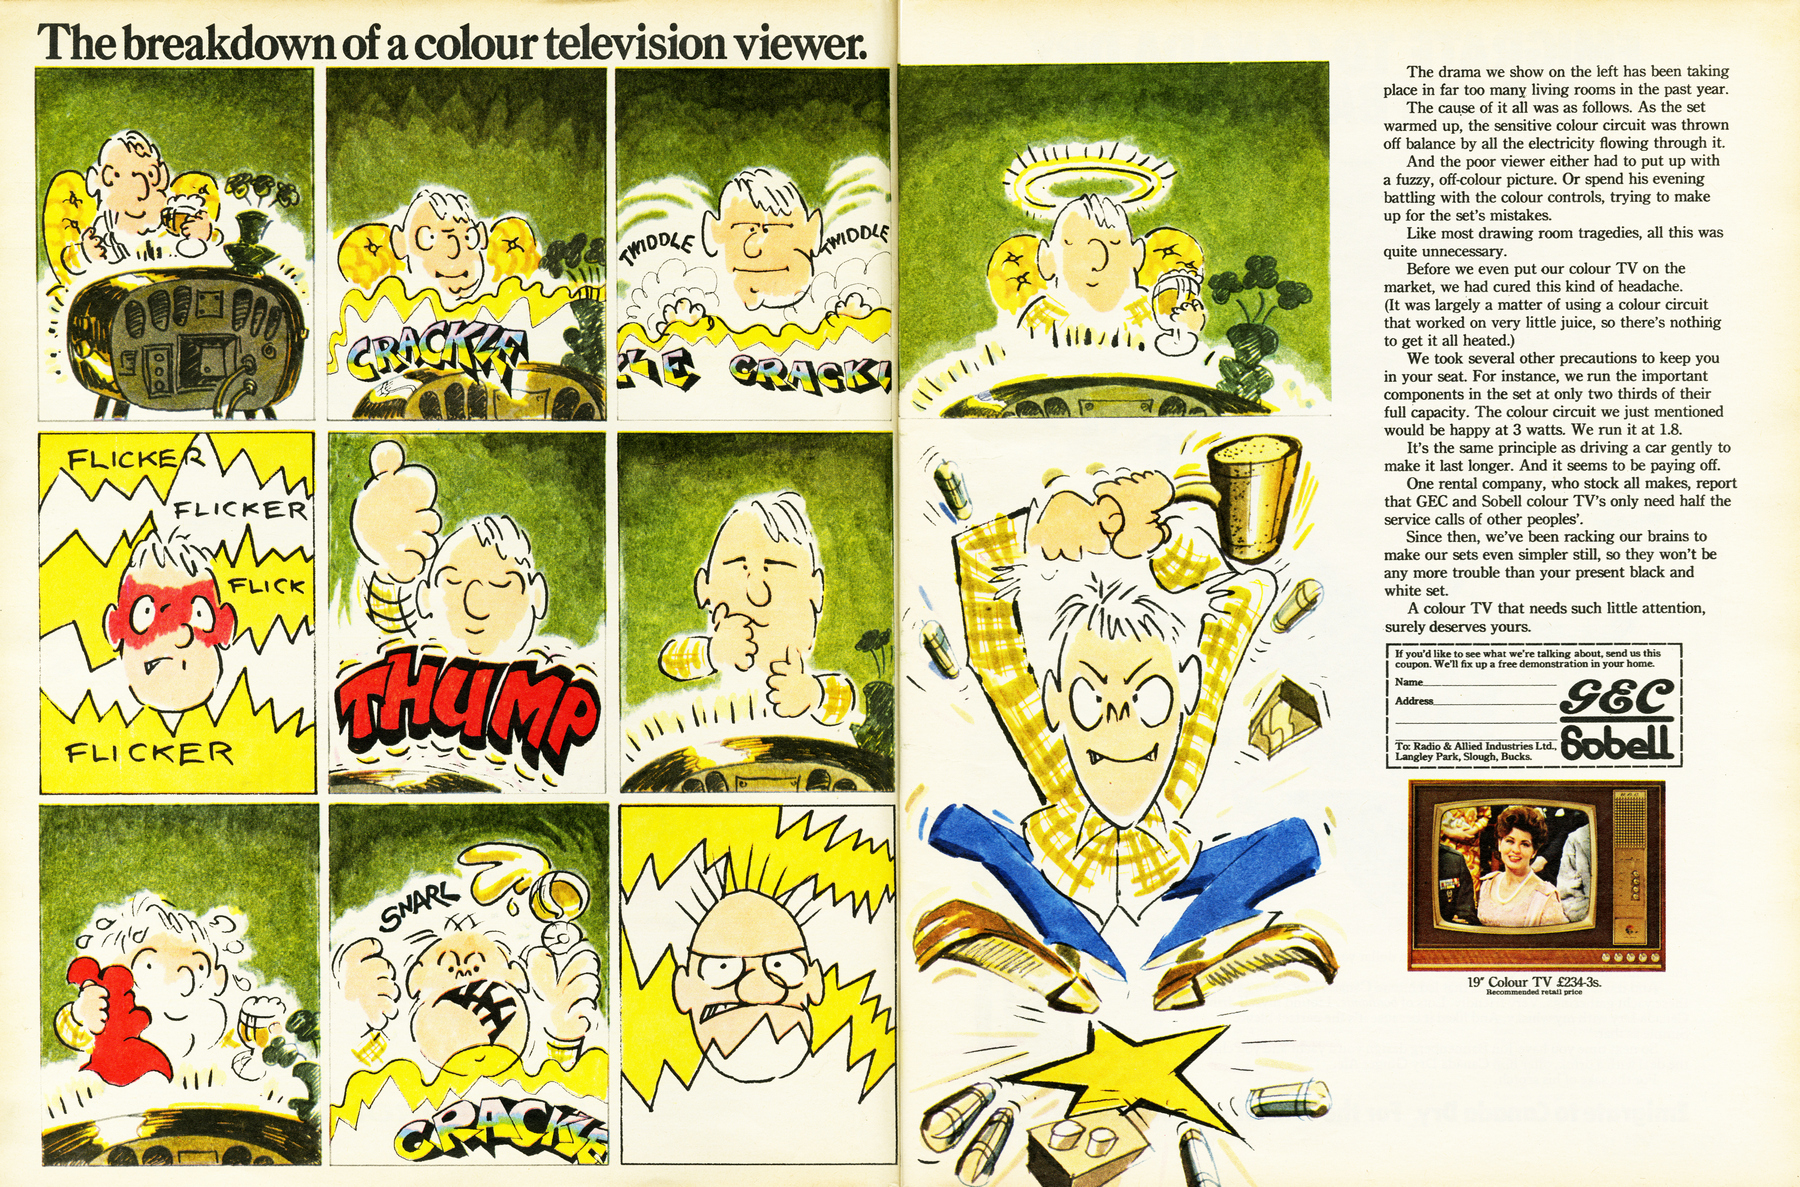 The breakdown of a colour television viewer.
CRACKLE
TWIDDLE
TWIDDLE
CRACKL
FLICKER
FLICKER
FLICK
FLICKER
THUMP
SNARL
CRACKLE
The drama we show on the left has been taking
place in far too many living rooms in the past year.
The cause of it all was as follows. As the set
warmed up, the sensitive colour circuit was thrown
off balance by all the electricity flowing through it.
And the poor viewer either had to put up with
a fuzzy, off-colour picture. Or spend his evening
battling with the colour controls, trying to make
up for the set's mistakes.
Like most drawing room tragedies, all this was
quite unnecessary.
Before we even put our colour TV on the
market, we had cured this kind of headache.
(It was largely a matter of using a colour circuit
that worked on very little juice, so there's nothing
to get it all heated.)
We took several other precautions to keep you
in your seat. For instance, we run the important
components in the set at only two thirds of their
full capacity. The colour circuit we just mentioned
would be happy at 3 watts. We run it at 1.8.
It's the same principle as driving a car gently to
make it last longer. And it seems to be paying off.
One rental company, who stock all makes, report
that GEC and Sobell colour TV's only need half the
service calls of other peoples'.
Since then, we've been racking our brains to
make our sets even simpler still, so they won't be
any more trouble than your present black and
white set.
A colour TV that needs such little attention,
surely deserves yours.
If you'd like to see what we're talking about, send us this
coupon. We'll fix up a free demonstration in your home.
Name
Address
To: Radio & Allied Industries Ltd.,
Langley Park, Slough, Bucks.
GEC
Sobell
19" Colour TV £234-3s.
Recommended retail price